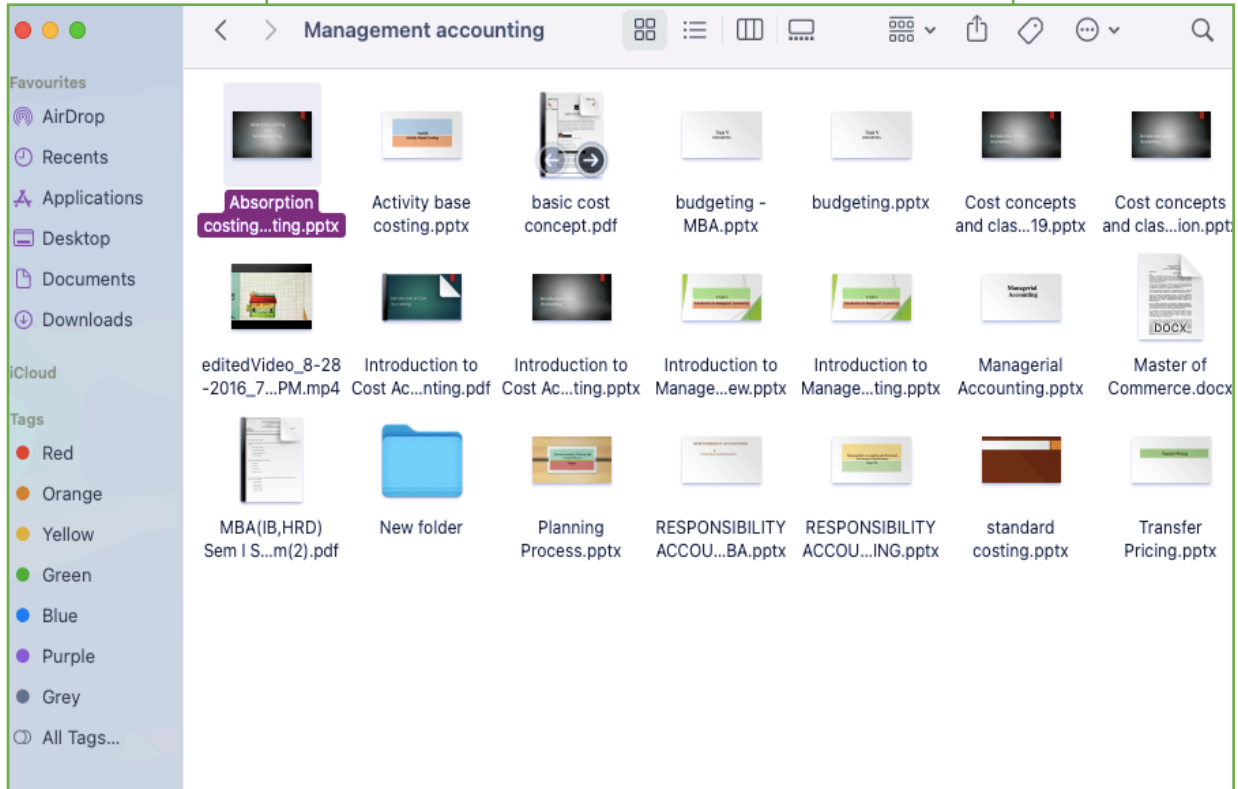 Management accounting
Favourites
AirDrop
Recents
Applications
Desktop
Documents
Downloads
iCloud
Tags
Red
Orange
Yellow
Green
Blue
Purple
Grey
All Tags...
Absorption
costing...ting.pptx
Activity base
costing.pptx
basic cost
concept.pdf
budgeting -
MBA.pptx
budgeting.pptx
Cost concepts
and clas...19.pptx
Cost concepts
and clas...ion.ppt
Managerial
Accounting
DOCX
editedVideo_8-28
-2016_7...PM.mp4
Introduction to
Cost Ac...nting.pdf
Introduction to
Cost Ac...ting.pptx
Introduction to
Manage...ew.pptx
Introduction to
Manage...ting.pptx
Managerial
Accounting.pptx
Master of
Commerce.docx
MBA(IB,HRD)
Sem I S...m(2).pdf
New folder
Planning
Process.pptx
RESPONSIBILITY
ACCOU...BA.pptx
RESPONSIBILITY
ACCOU...ING.pptx
standard
costing.pptx
Transfer
Pricing.pptx